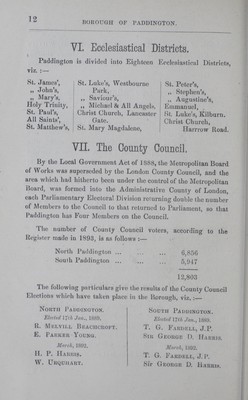 12
BOROUGH OF PADDINGTON.
VI. Ecclesiastical Districts.
Paddington is divided into Eighteen Ecclesiastical Districts,
viz. :—
St. James',
„ John's,
„ Mary's,
Holy Trinity,
St. Paul's,
All Saints',
St. Matthew's,
St. Luke's, Westbourne
Park,
„ Saviour's,
„ Michael & All Angels,
Christ Church, Lancaster
Gate,
St. Mary Magdalene,
St. Peter's,
„ Stephen's,
„ Augustine's,
Emmanuel,
St. Luke's, Kilburn.
Christ Church,
Harrow Road.
VII. The County Council.
By the Local Government Act of 1888, the Metropolitan Board
of Works was superseded by the London County Council, and the
area which had hitherto been under the control of the Metropolitan
Board, was formed into the Administrative County of London,
each Parliamentary Electoral Division returning double the number
of Members to the Council to that returned to Parliament, so that
Paddington has Four Members on the Council.
The number of County Council voters, according to the
Register made in 1893, is as follows :—
North Paddington ... ... ... 6,856
South Paddington ... ... ... 5,947
12,803
The following particulars give the results of the County Council
Elections which have taken place in the Borough, viz. :—
NORTH PADDINGTON.
Elected 17th Jan., 1889.
R. MELVILL BEACHCROFT.
E. PARKER YOUNG.
March, 1892.
H. P. HARRIS.
W. URQUHART.
SOUTH PADDINGTON.
Elected 17th Jan., 1889.
T. G. FARDELL, J.P.
SIR GEORGE D. HARRIS.
March, 1892.
T. G. FARDELL, J.P.
SIR GEORGE D. HARRIS.